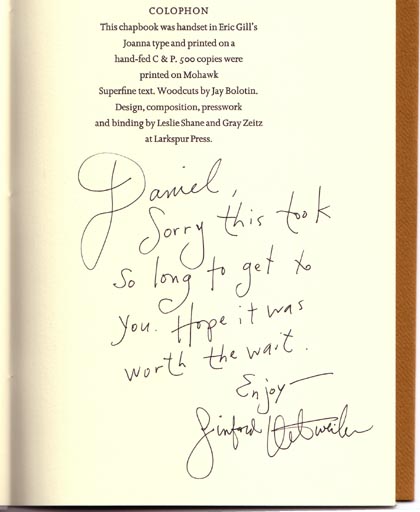 COLOPHON
This chapbook was handset in Eric Gill's
Joanna type and printed on a
hand-fed C & P. 500 copies were
printed on Mohawk
Superfine text. Woodcuts by Jay Bolotin.
Design, composition, presswork
and binding by Leslie Shane and Gray Zeitz
at Larkspur Press.
Daniel,
Sorry this took
so long to get to
you. Hope it was
worth the wait.
Enjoy—